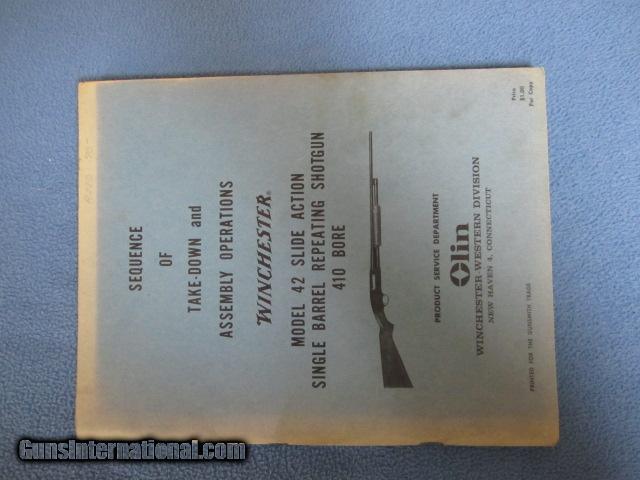 SEQUENCE
OF
TAKE-DOWN and
ASSEMBLY OPERATIONS
WINCHESTER®
MODEL 42 SLIDE ACTION
SINGLE BARREL REPEATING SHOTGUN
410 BORE
PRODUCT SERVICE DEPARTMENT
Olin
WINCHESTER-WESTERN DIVISION
NEW HAVEN 4, CONNECTICUT
PRINTED FOR THE GUNSMITH TRADE
Price
$1.00
Per Copy
GunsInternational.com